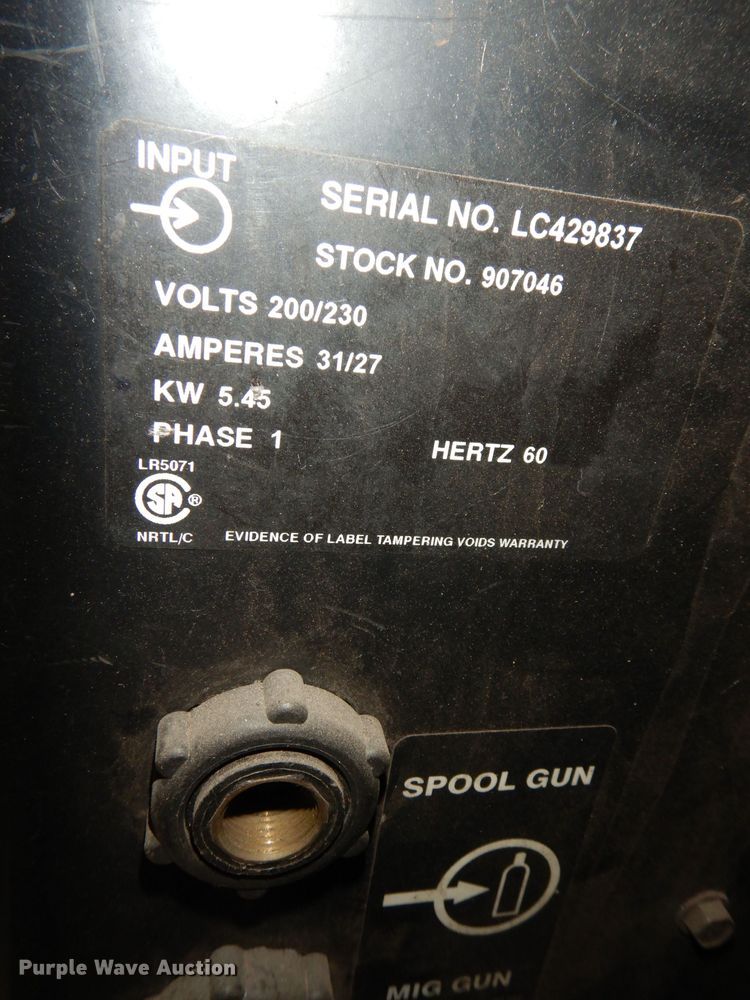 INPUT
SERIAL NO. LC429837
STOCK NO. 907046
VOLTS 200/230
AMPERES 31/27
KW 5.45
PHASE 1
HERTZ 60
LR5071
SA ®
NRTL/C
EVIDENCE OF LABEL TAMPERING VOIDS WARRANTY
SPOOL GUN
MIG GUN
Purple Wave Auction